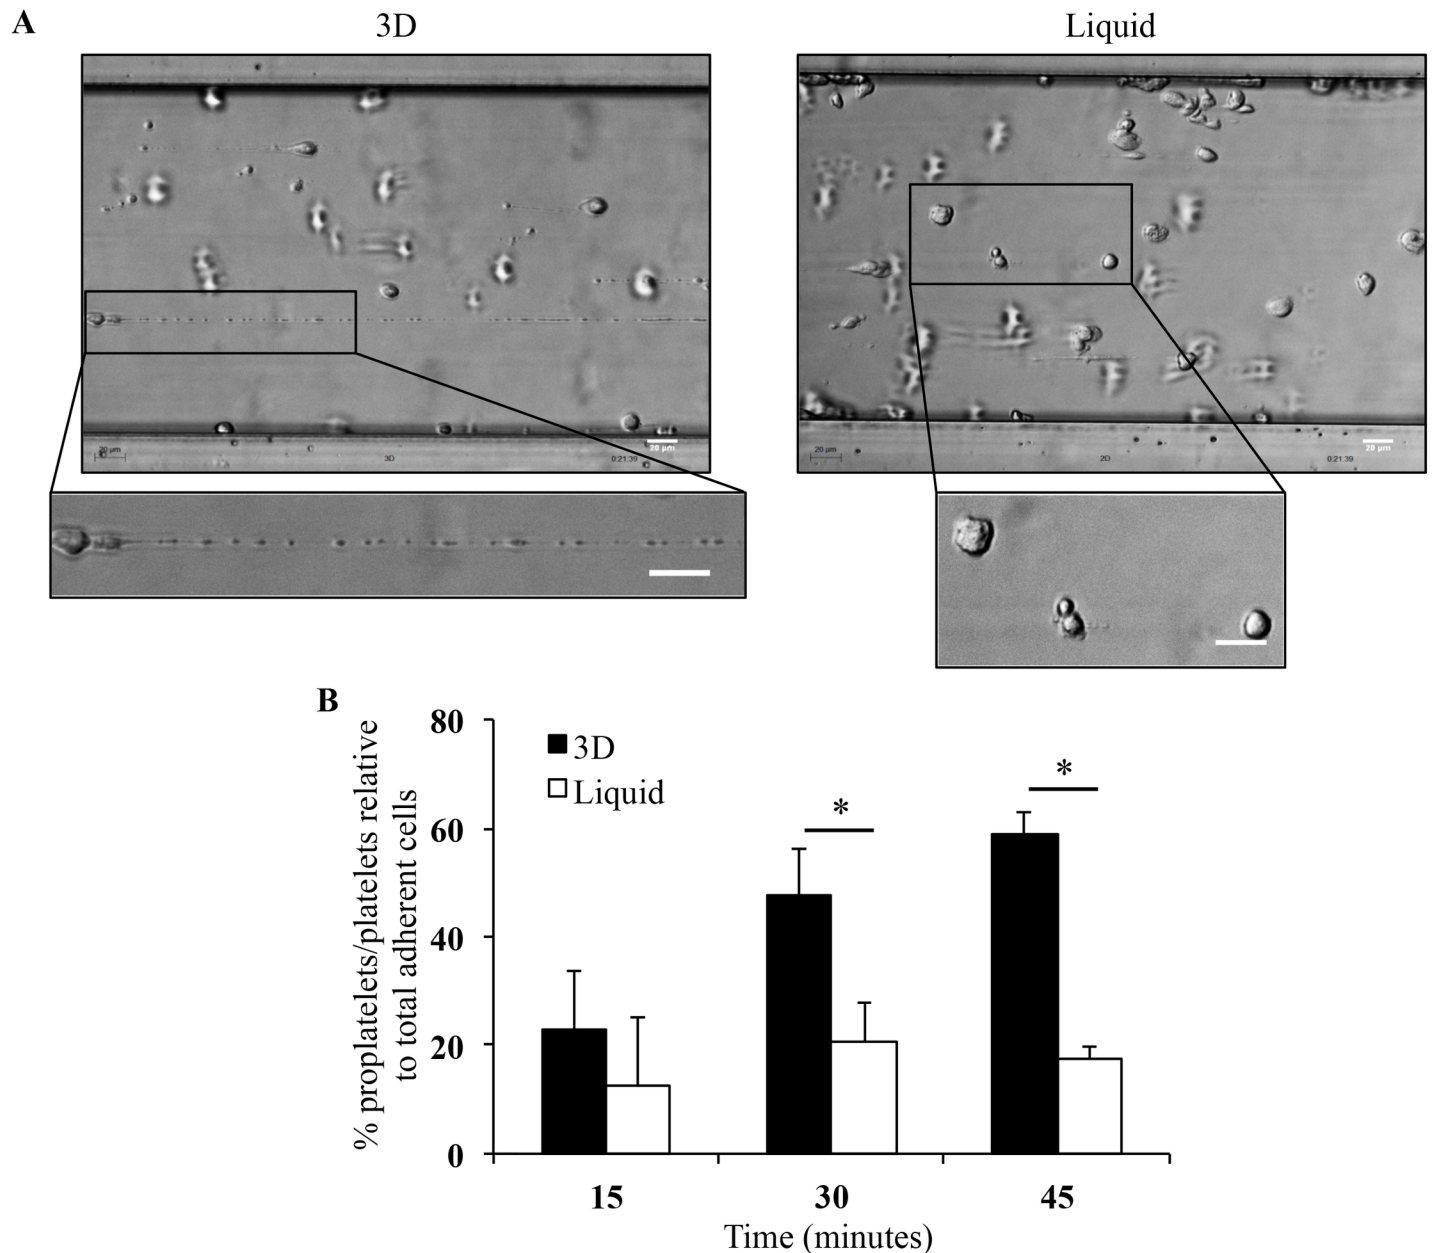 A
3D
Liquid
20 µm
3D
0:21:39
20 µm
20 µm
2D
0:21:39
20 µm
B
% proplatelets/platelets relative
to total adherent cells
80
60
40
20
0
3D
Liquid
*
*
15
30
45
Time (minutes)